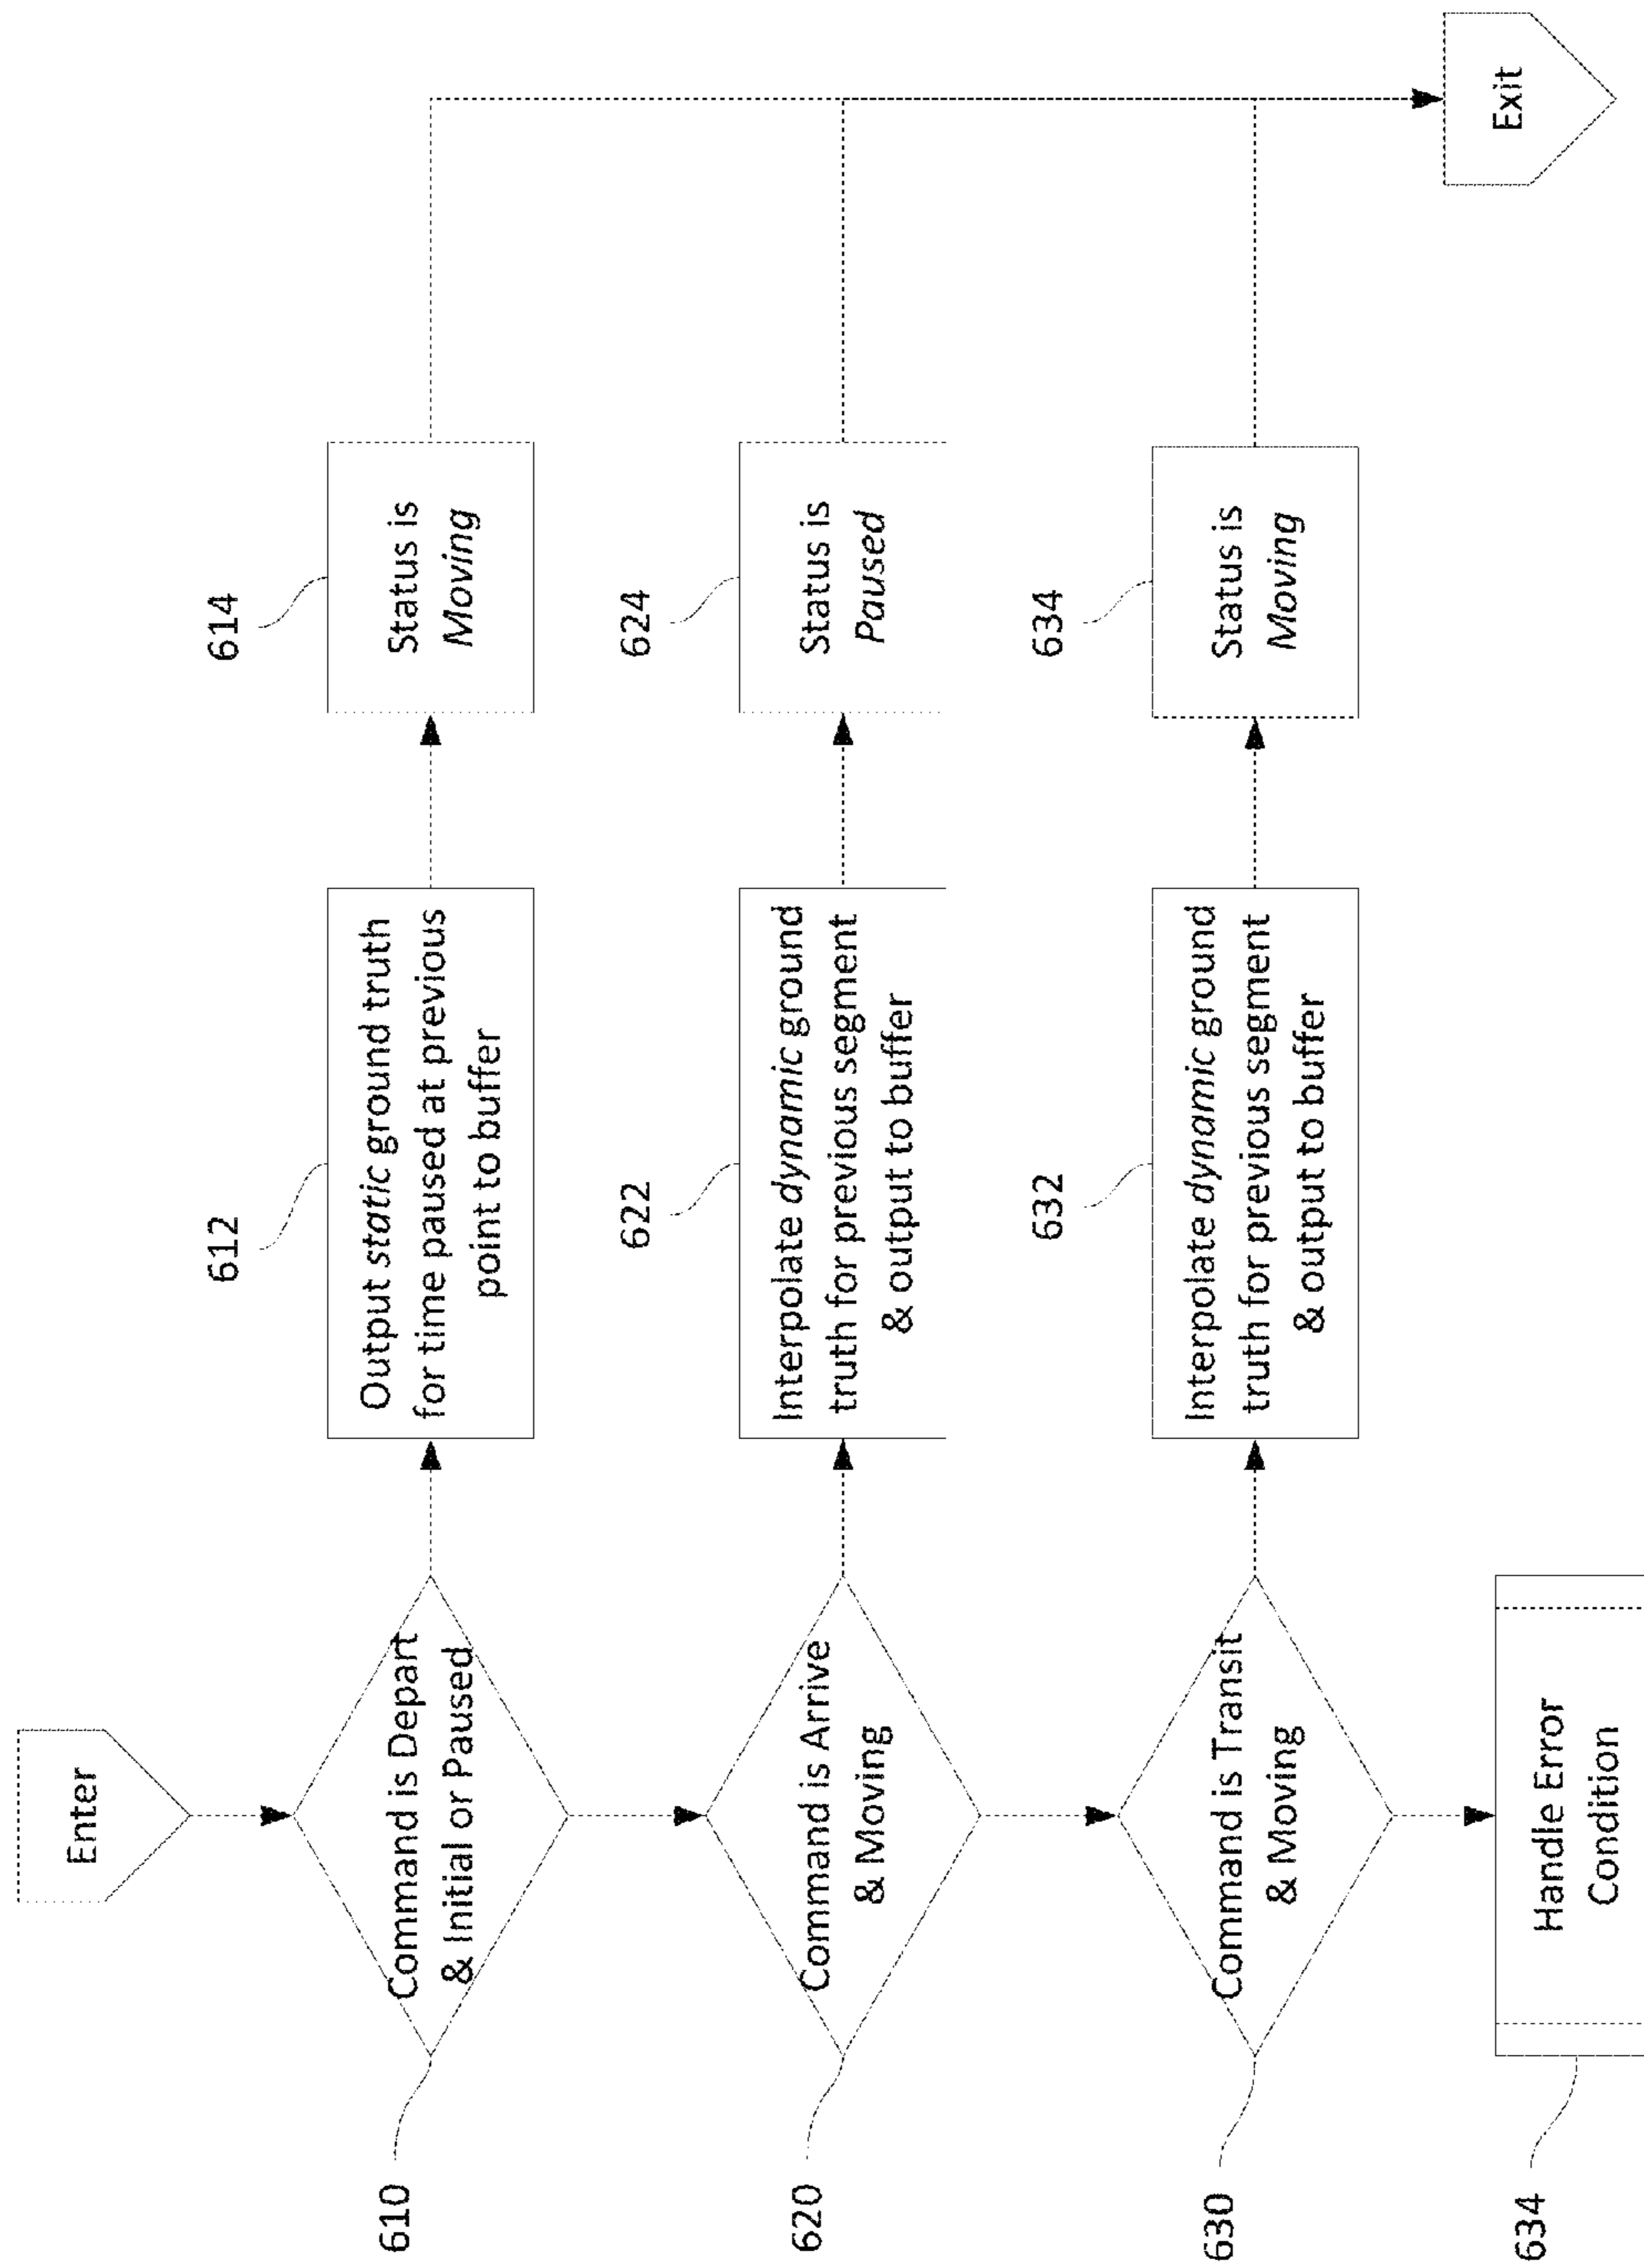 Enter
610
Command is Depart
& Initial or Paused
612
Output static ground truth
for time paused at previous
point to buffer
614
Status is
Moving
620
Command is Arrive
& Moving
622
Interpolate dynamic ground
truth for previous segment
& output to buffer
624
Status is
Paused
630
Command is Transit
& Moving
632
Interpolate dynamic ground
truth for previous segment
& output to buffer
634
Status is
Moving
634
Handle Error
Condition
Exit